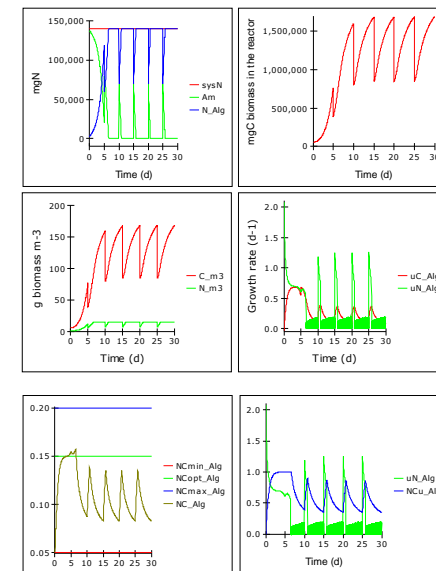 mgN
150,000
100,000
50,000
0
0 5 10 15 20 25 30
Time (d)
sysN
Am
N_Alg
mgC biomass in the reactor
1,500,000
1,000,000
500,000
0
0 5 10 15 20 25 30
Time (d)
g biomass m-3
200
150
100
50
0
0 5 10 15 20 25 30
Time (d)
C_m3
N_m3
Growth rate (d-1)
2.0
1.5
1.0
0.5
0.0
0 5 10 15 20 25 30
Time (d)
uC_Alg
uN_Alg
0.20
0.15
0.10
0.05
0 5 10 15 20 25 30
Time (d)
NCmin_Alg
NCopt_Alg
NCmax_Alg
NC_Alg
2.0
1.5
1.0
0.5
0.0
0 5 10 15 20 25 30
Time (d)
uN_Alg
NCu_Alg